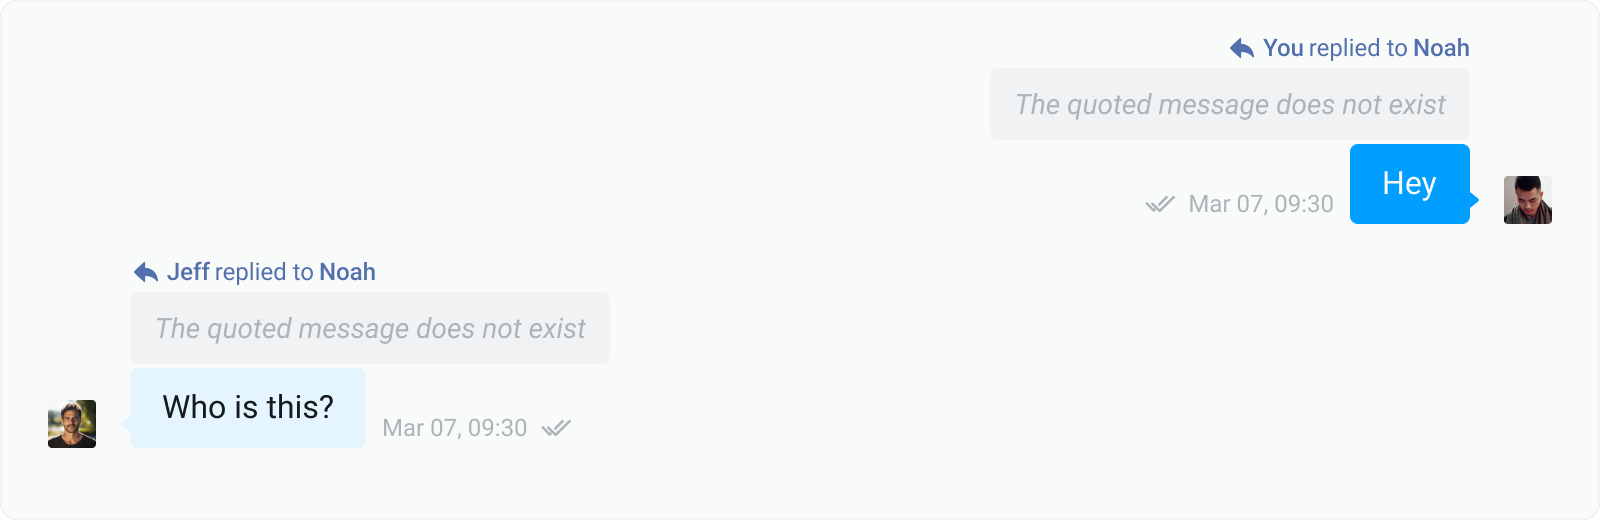 You replied to Noah
The quoted message does not exist
Hey
Mar 07, 09:30
Jeff replied to Noah
The quoted message does not exist
Who is this?
Mar 07, 09:30